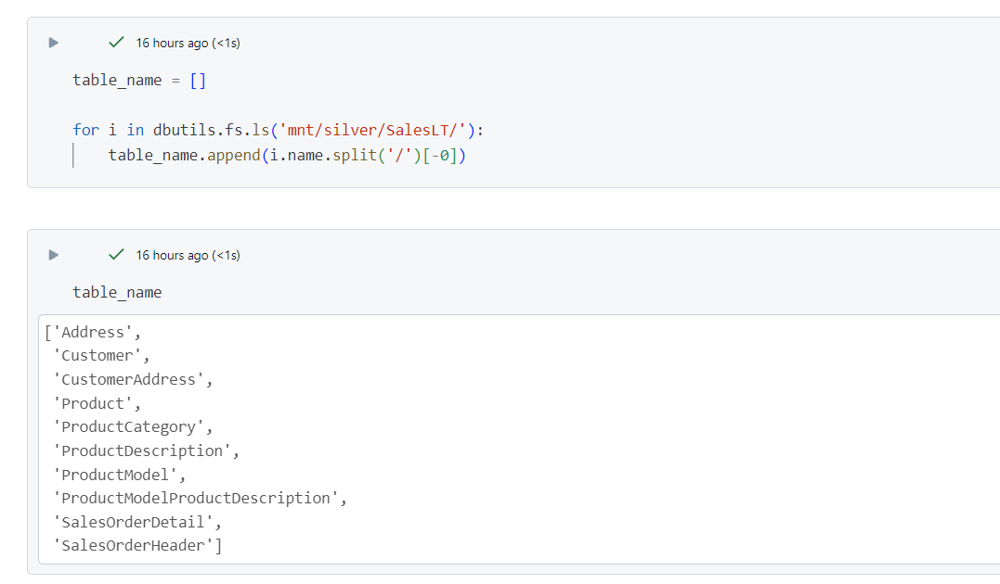 16 hours ago (<1s)
table_name = []
for i in dbutils.fs.ls('mnt/silver/SalesLT/'):
    table_name.append(i.name.split('/')[-0])
16 hours ago (<1s)
table_name
['Address',
 'Customer',
 'CustomerAddress',
 'Product',
 'ProductCategory',
 'ProductDescription',
 'ProductModel',
 'ProductModelProductDescription',
 'SalesOrderDetail',
 'SalesOrderHeader']